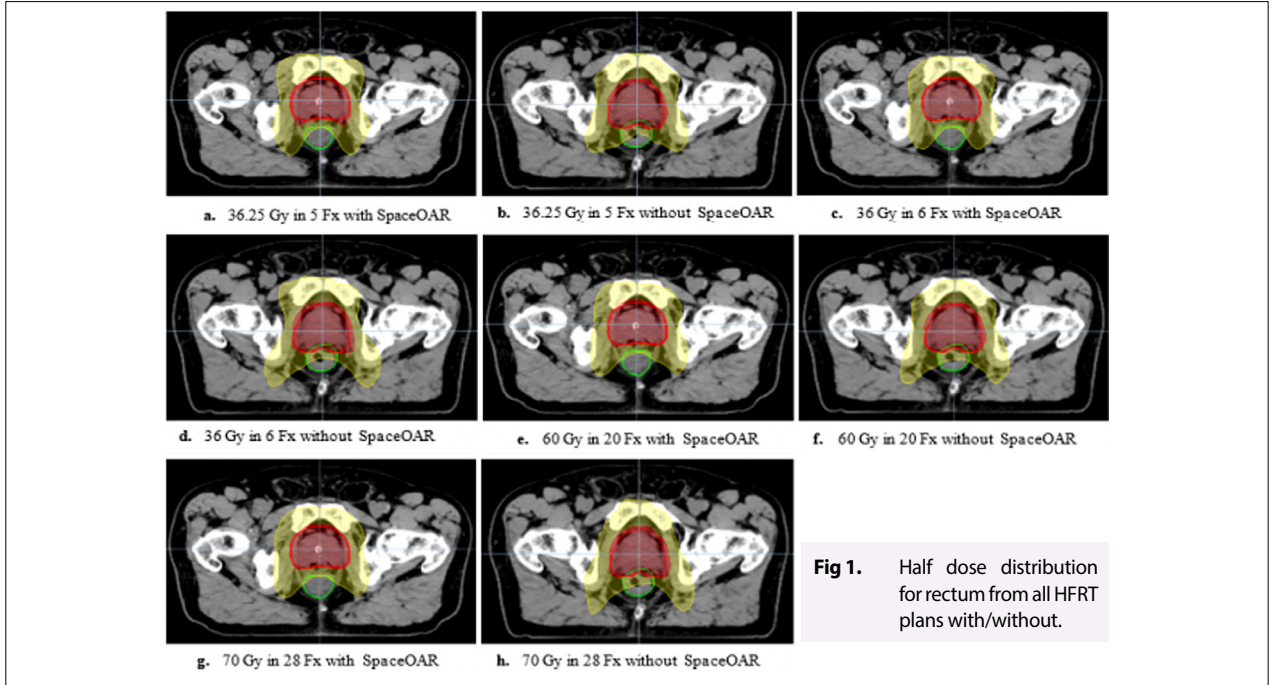 a. 36.25 Gy in 5 Fx with SpaceOAR
b. 36.25 Gy in 5 Fx without SpaceOAR
c. 36 Gy in 6 Fx with SpaceOAR
d. 36 Gy in 6 Fx without SpaceOAR
e. 60 Gy in 20 Fx with SpaceOAR
f. 60 Gy in 20 Fx without SpaceOAR
g. 70 Gy in 28 Fx with SpaceOAR
h. 70 Gy in 28 Fx without SpaceOAR
Fig 1. Half dose distribution
for rectum from all HFRT
plans with/without.